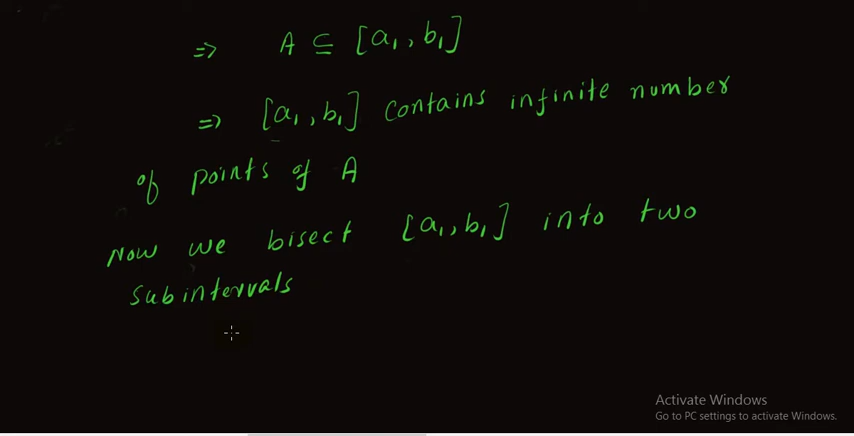 ⇒ A ⊆ [a₁, b₁]
⇒ [a₁, b₁] contains infinite number
of points of A
Now we bisect [a₁, b₁] into two
subintervals
Activate Windows
Go to PC settings to activate Windows.